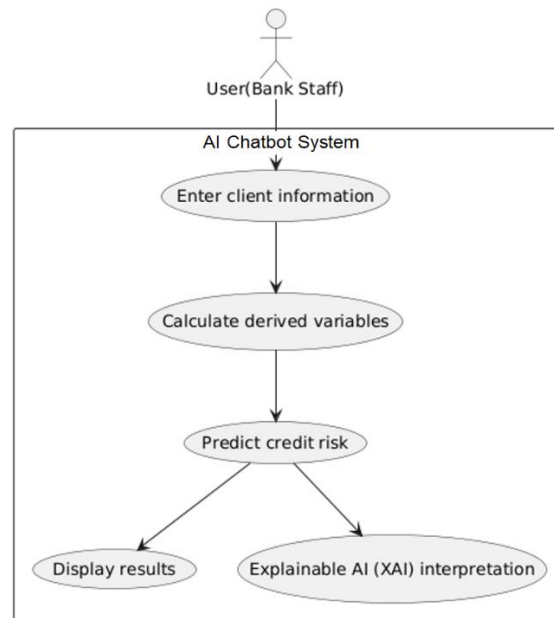 User(Bank Staff)
AI Chatbot System
Enter client information
Calculate derived variables
Predict credit risk
Display results
Explainable AI (XAI) interpretation